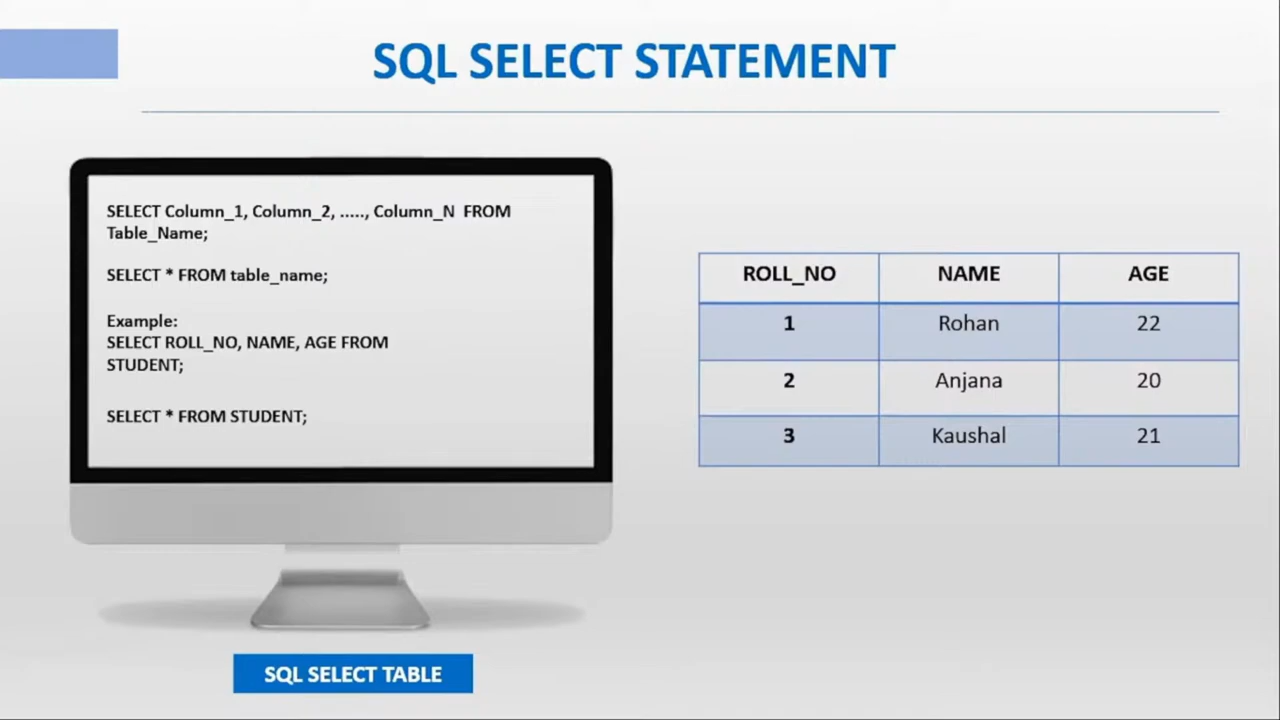 SQL SELECT STATEMENT
SELECT Column_1, Column_2, ....., Column_N  FROM
Table_Name;
SELECT * FROM table_name;
Example:
SELECT ROLL_NO, NAME, AGE FROM
STUDENT;
SELECT * FROM STUDENT;
ROLL_NO NAME AGE
1 Rohan 22
2 Anjana 20
3 Kaushal 21
SQL SELECT TABLE